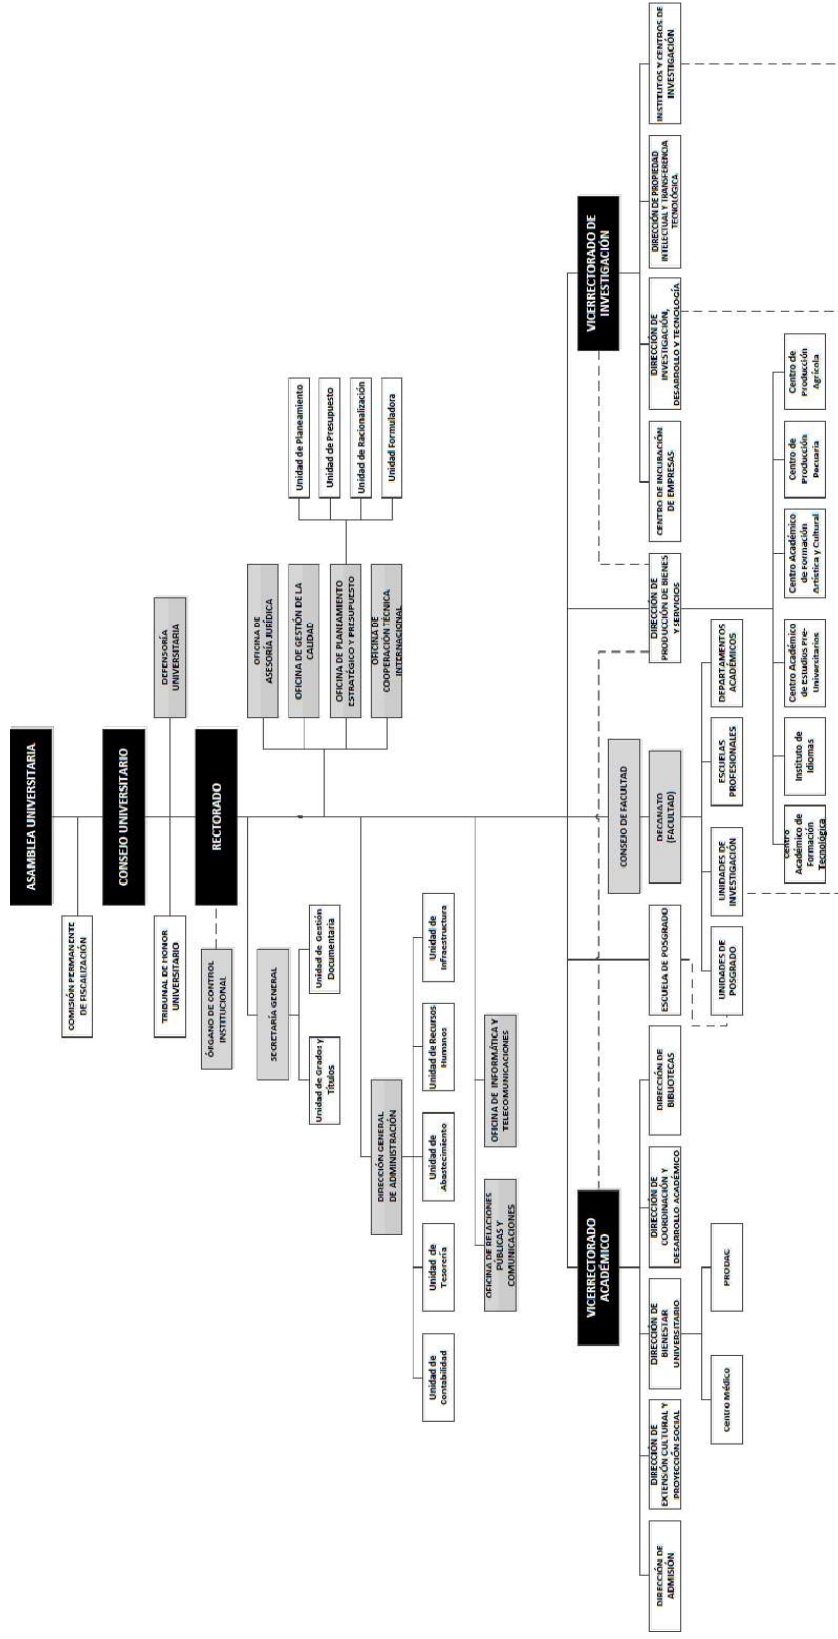 ASAMBLEA UNIVERSITARIA
COMISIÓN PERMANENTE
DE FISCALIZACIÓN
CONSEJO UNIVERSITARIO
TRIBUNAL DE HONOR
UNIVERSITARIO
DEFENSORÍA
UNIVERSITARIA
RECTORADO
ÓRGANO DE CONTROL
INSTITUCIONAL
SECRETARÍA GENERAL
Unidad de Grados y
Títulos
Unidad de Gestión
Documentaria
OFICINA DE
ASESORÍA JURÍDICA
OFICINA DE GESTIÓN DE LA
CALIDAD
OFICINA DE PLANEAMIENTO
ESTRATÉGICO Y PRESUPUESTO
OFICINA DE
COOPERACIÓN TÉCNICA
INTERNACIONAL
Unidad de Planeamiento
Unidad de Presupuesto
Unidad de Racionalización
Unidad Formuladora
DIRECCIÓN GENERAL
DE ADMINISTRACIÓN
Unidad de
Contabilidad
Unidad de
Tesorería
Unidad de
Abastecimiento
Unidad de Recursos
Humanos
Unidad de
Infraestructura
OFICINA DE RELACIONES
PÚBLICAS Y
COMUNICACIONES
OFICINA DE INFORMÁTICA Y
TELECOMUNICACIONES
VICERRECTORADO
ACADÉMICO
VICERRECTORADO DE
INVESTIGACIÓN
CONSEJO DE FACULTAD
DIRECCIÓN DE
ADMISIÓN
DIRECCIÓN DE
EXTENSIÓN CULTURAL Y
PROYECCIÓN SOCIAL
DIRECCIÓN DE
BIENESTAR
UNIVERSITARIO
DIRECCIÓN DE
COORDINACIÓN Y
DESARROLLO ACADÉMICO
DIRECCIÓN DE
BIBLIOTECAS
ESCUELA DE POSGRADO
DECANATO
(FACULTAD)
DIRECCIÓN DE
PRODUCCIÓN DE BIENES
Y SERVICIOS
CENTRO DE INCUBACIÓN
DE EMPRESAS
DIRECCIÓN DE
INVESTIGACIÓN,
DESARROLLO Y TECNOLOGÍA
DIRECCIÓN DE PROPIEDAD
INTELECTUAL Y TRANSFERENCIA
TECNOLÓGICA
INSTITUTOS Y CENTROS DE
INVESTIGACIÓN
Centro Médico
PRODAC
UNIDADES DE
POSGRADO
UNIDADES DE
INVESTIGACIÓN
ESCUELAS
PROFESIONALES
DEPARTAMENTOS
ACADÉMICOS
Centro
Académico de
Formación
Tecnológica
Instituto de
Idiomas
Centro Académico
de Estudios Pre-
Universitarios
Centro Académico
de Formación
Artística y Cultural
Centro de
Producción
Pecuaria
Centro de
Producción
Agrícola